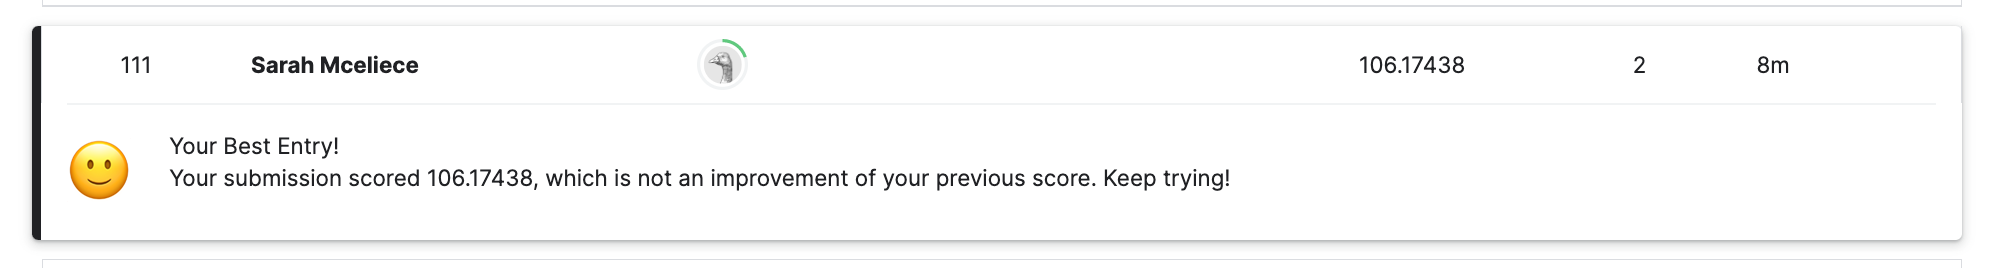 111 Sarah Mceliece 106.17438 2 8m
Your Best Entry!
Your submission scored 106.17438, which is not an improvement of your previous score. Keep trying!